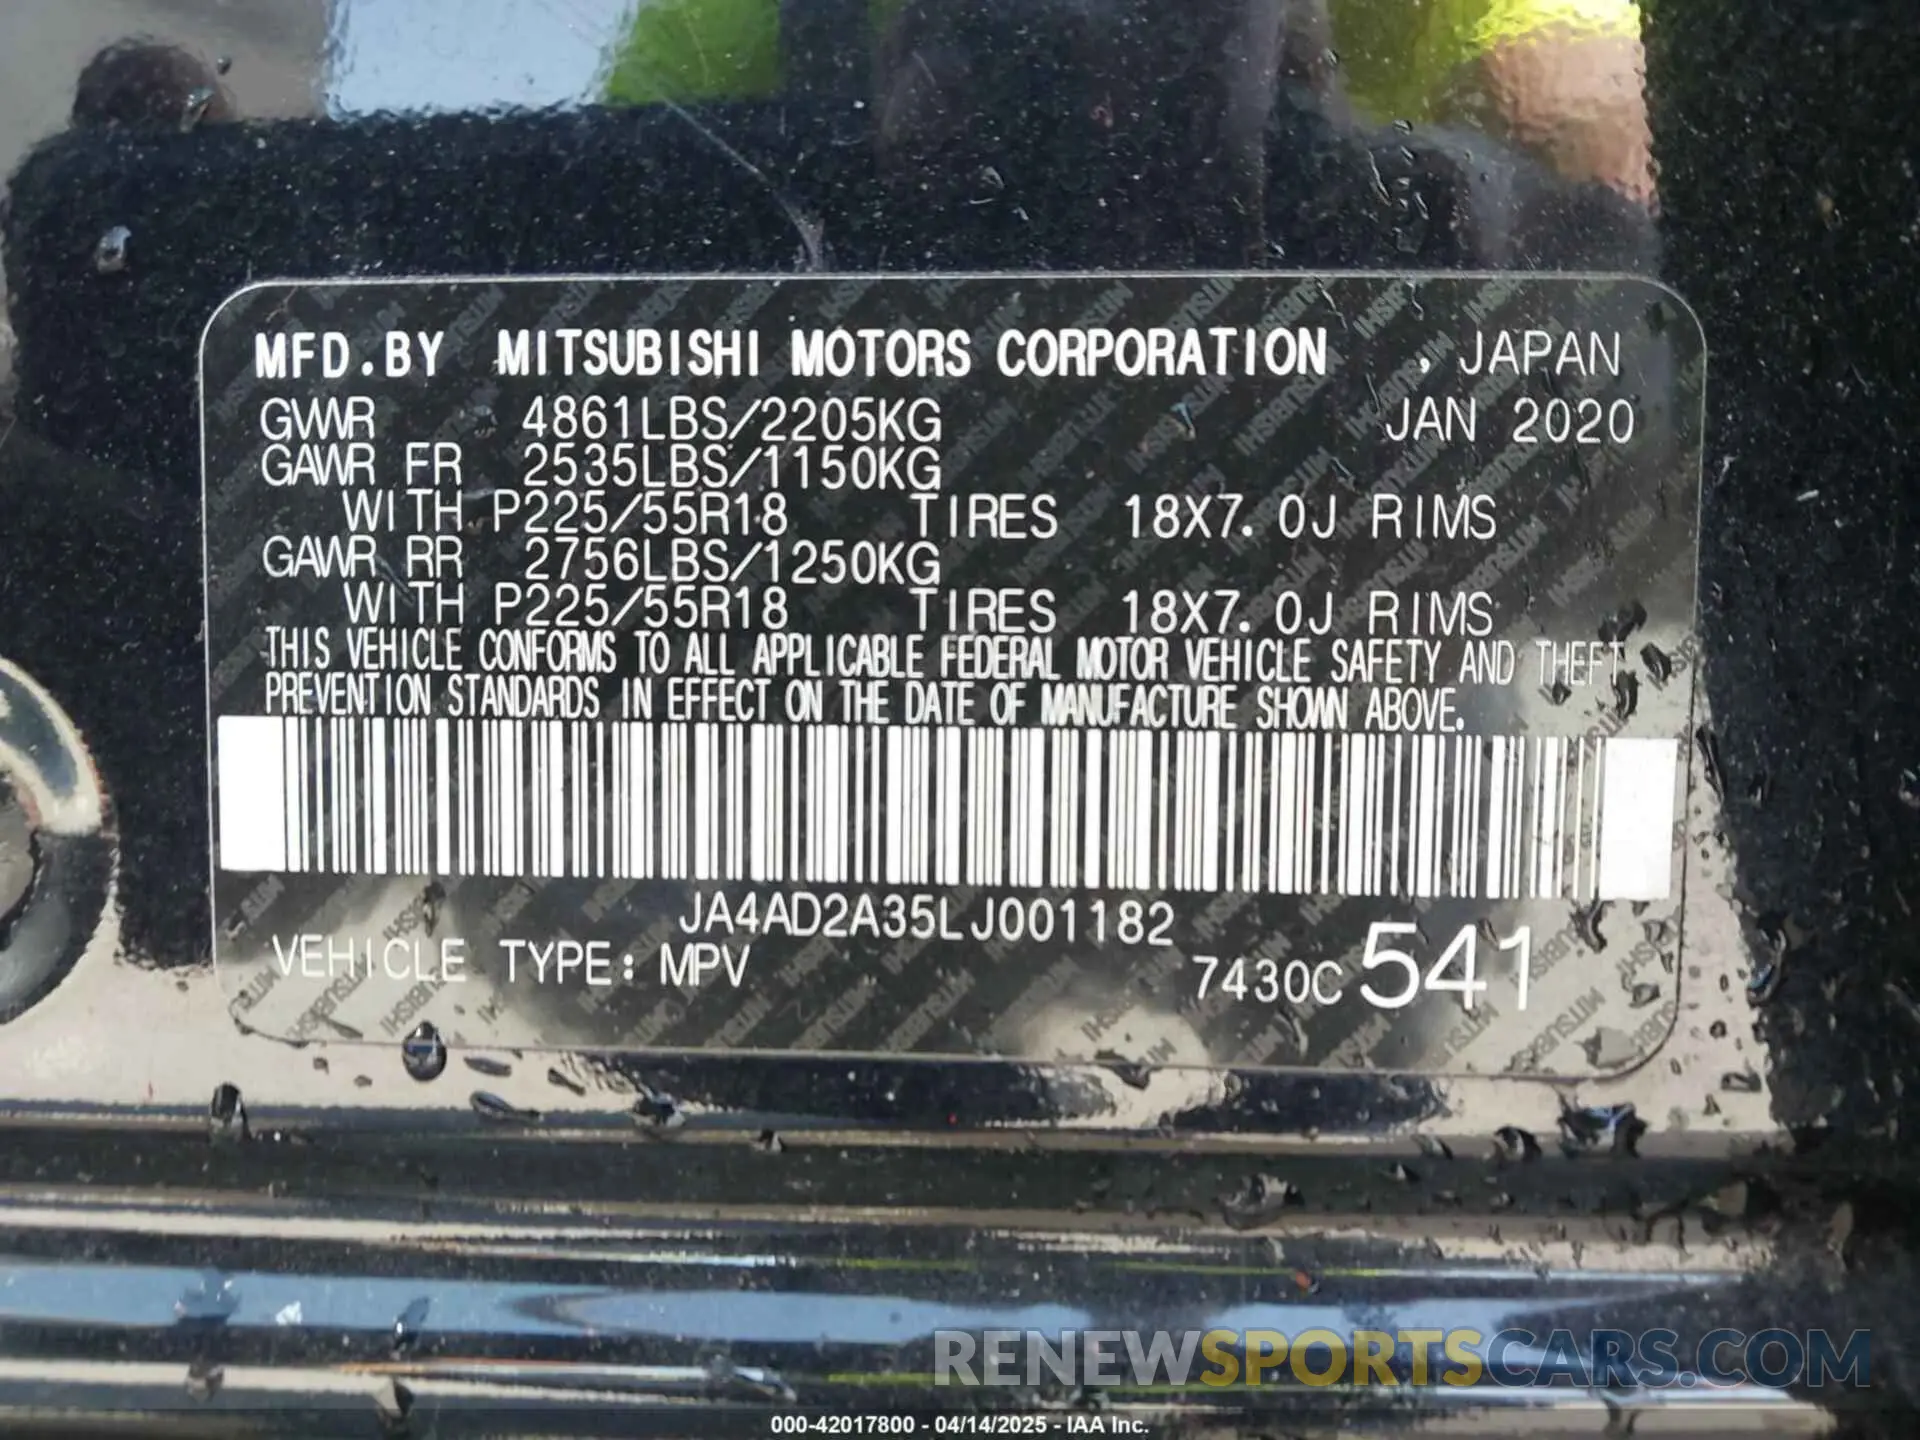 MFD.BY MITSUBISHI MOTORS CORPORATION , JAPAN
GVWR 4861LBS/2205KG JAN 2020
GAWR FR 2535LBS/1150KG
WITH P225/55R18 TIRES 18X7.0J RIMS
GAWR RR 2756LBS/1250KG
WITH P225/55R18 TIRES 18X7.0J RIMS
THIS VEHICLE CONFORMS TO ALL APPLICABLE FEDERAL MOTOR VEHICLE SAFETY AND THEFT
PREVENTION STANDARDS IN EFFECT ON THE DATE OF MANUFACTURE SHOWN ABOVE.
JA4AD2A35LJ001182
VEHICLE TYPE: MPV 7430C 541
RENEWSPORTSCARS.COM
000-42017800 - 04/14/2025 - IAA Inc.